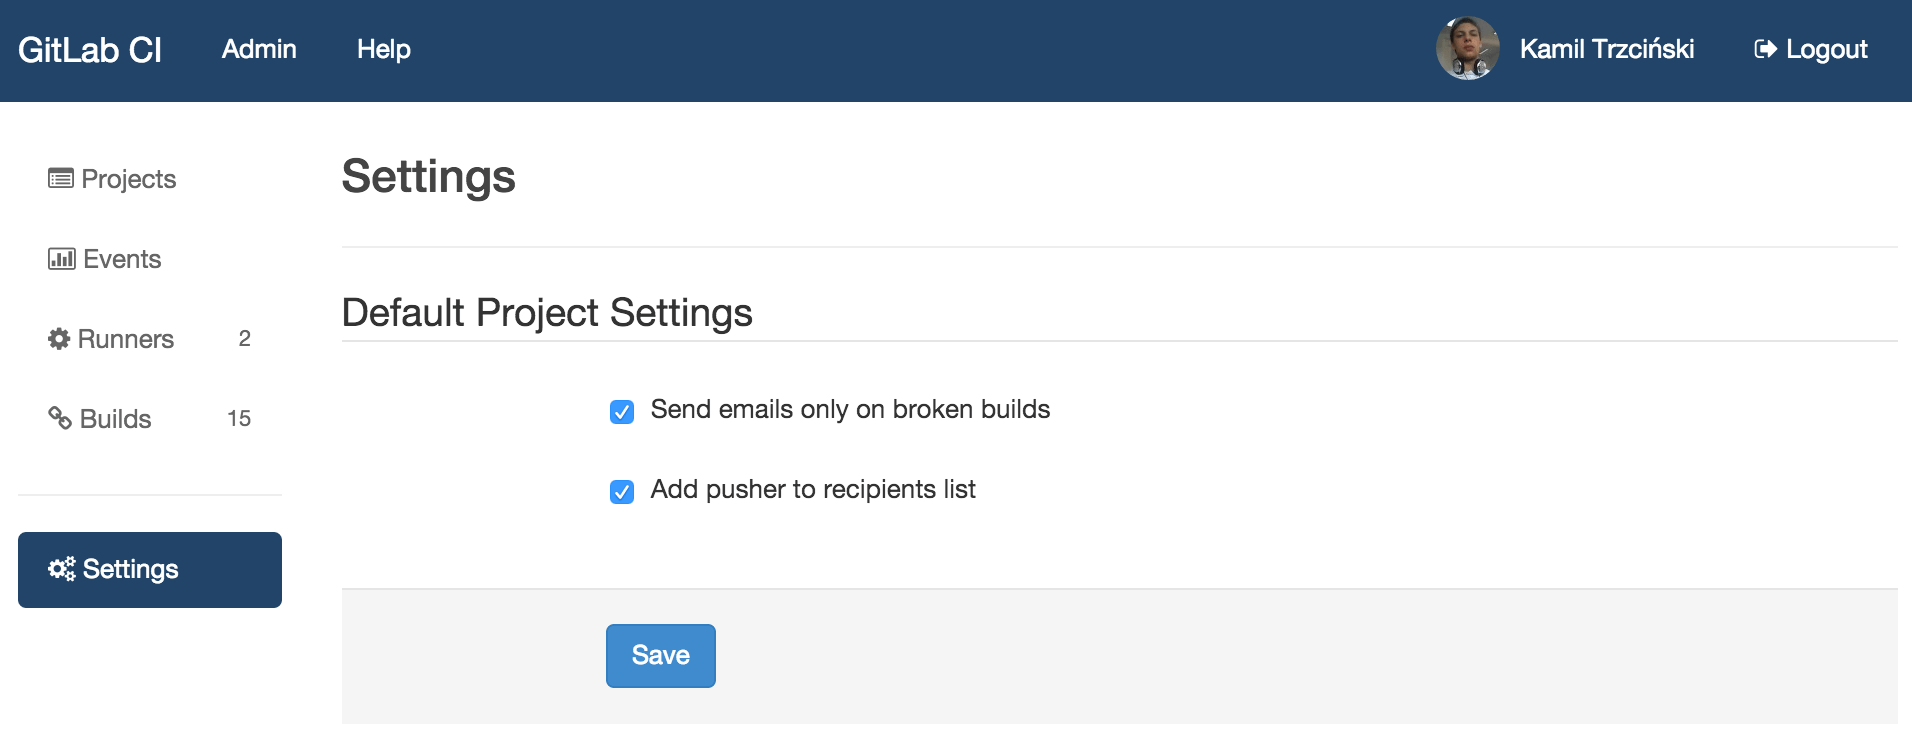 GitLab CI Admin Help Kamil Trzciński Logout
Projects
Events
Runners 2
Builds 15
Settings
Settings
Default Project Settings
Send emails only on broken builds
Add pusher to recipients list
Save